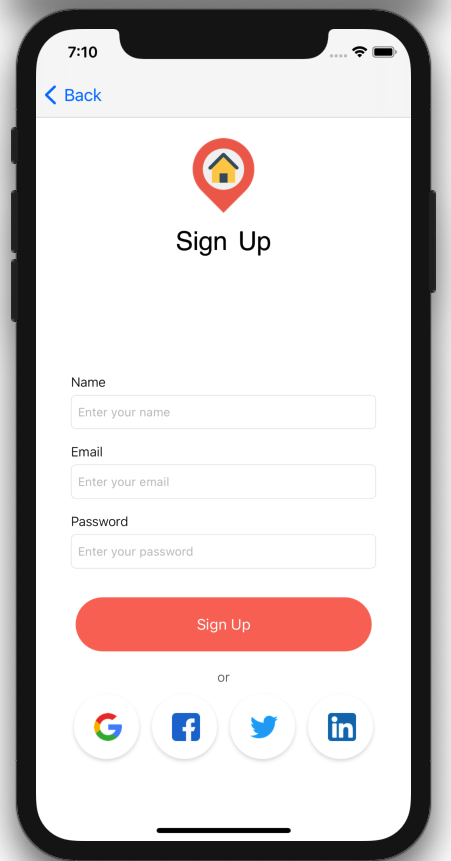 7:10
Back
Sign Up
Name
Enter your name
Email
Enter your email
Password
Enter your password
Sign Up
or
in